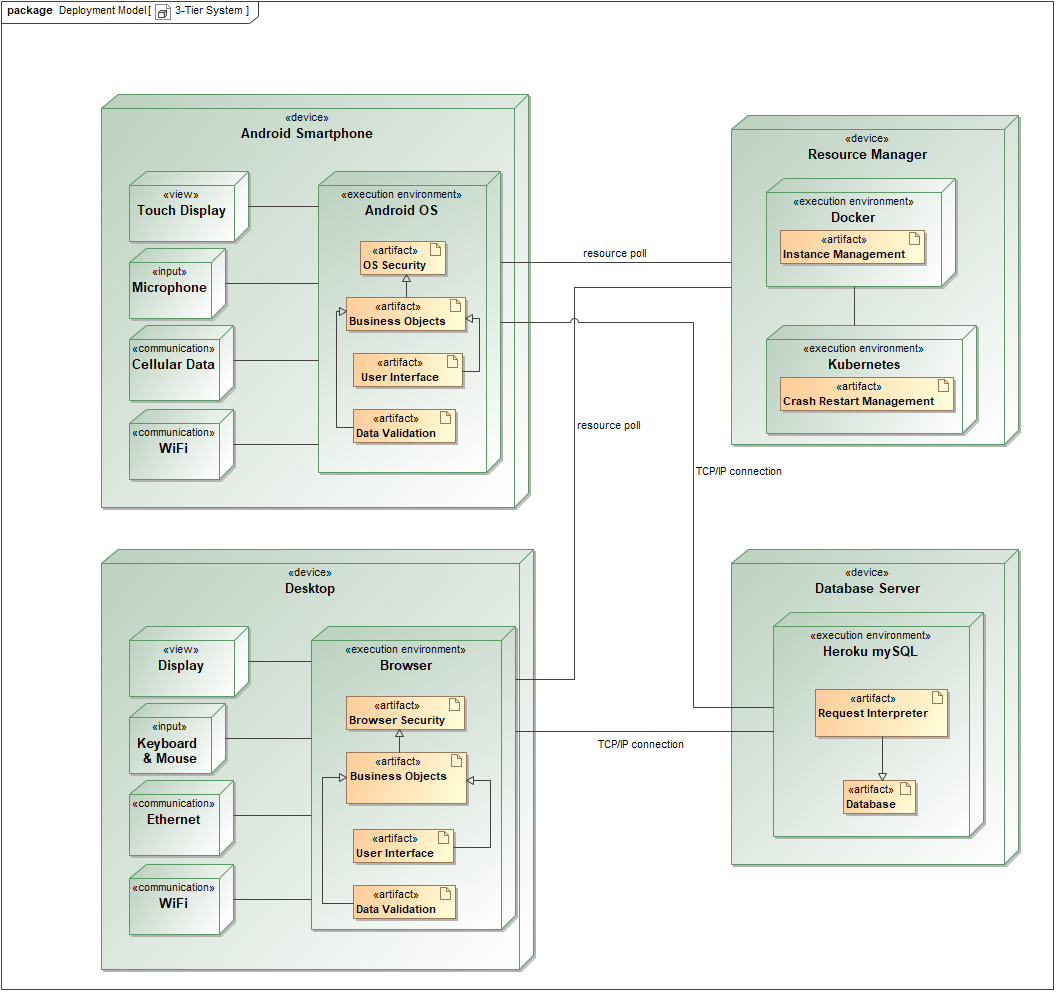 package Deployment Model[ 3-Tier System ]
«device»
Android Smartphone
«view»
Touch Display
«input»
Microphone
«communication»
Cellular Data
«communication»
WiFi
«execution environment»
Android OS
«artifact»
OS Security
«artifact»
Business Objects
«artifact»
User Interface
«artifact»
Data Validation
resource poll
resource poll
TCP/IP connection
«device»
Resource Manager
«execution environment»
Docker
«artifact»
Instance Management
«execution environment»
Kubernetes
«artifact»
Crash Restart Management
«device»
Desktop
«view»
Display
«input»
Keyboard
& Mouse
«communication»
Ethernet
«communication»
WiFi
«execution environment»
Browser
«artifact»
Browser Security
«artifact»
Business Objects
«artifact»
User Interface
«artifact»
Data Validation
TCP/IP connection
«device»
Database Server
«execution environment»
Heroku mySQL
«artifact»
Request Interpreter
«artifact»
Database